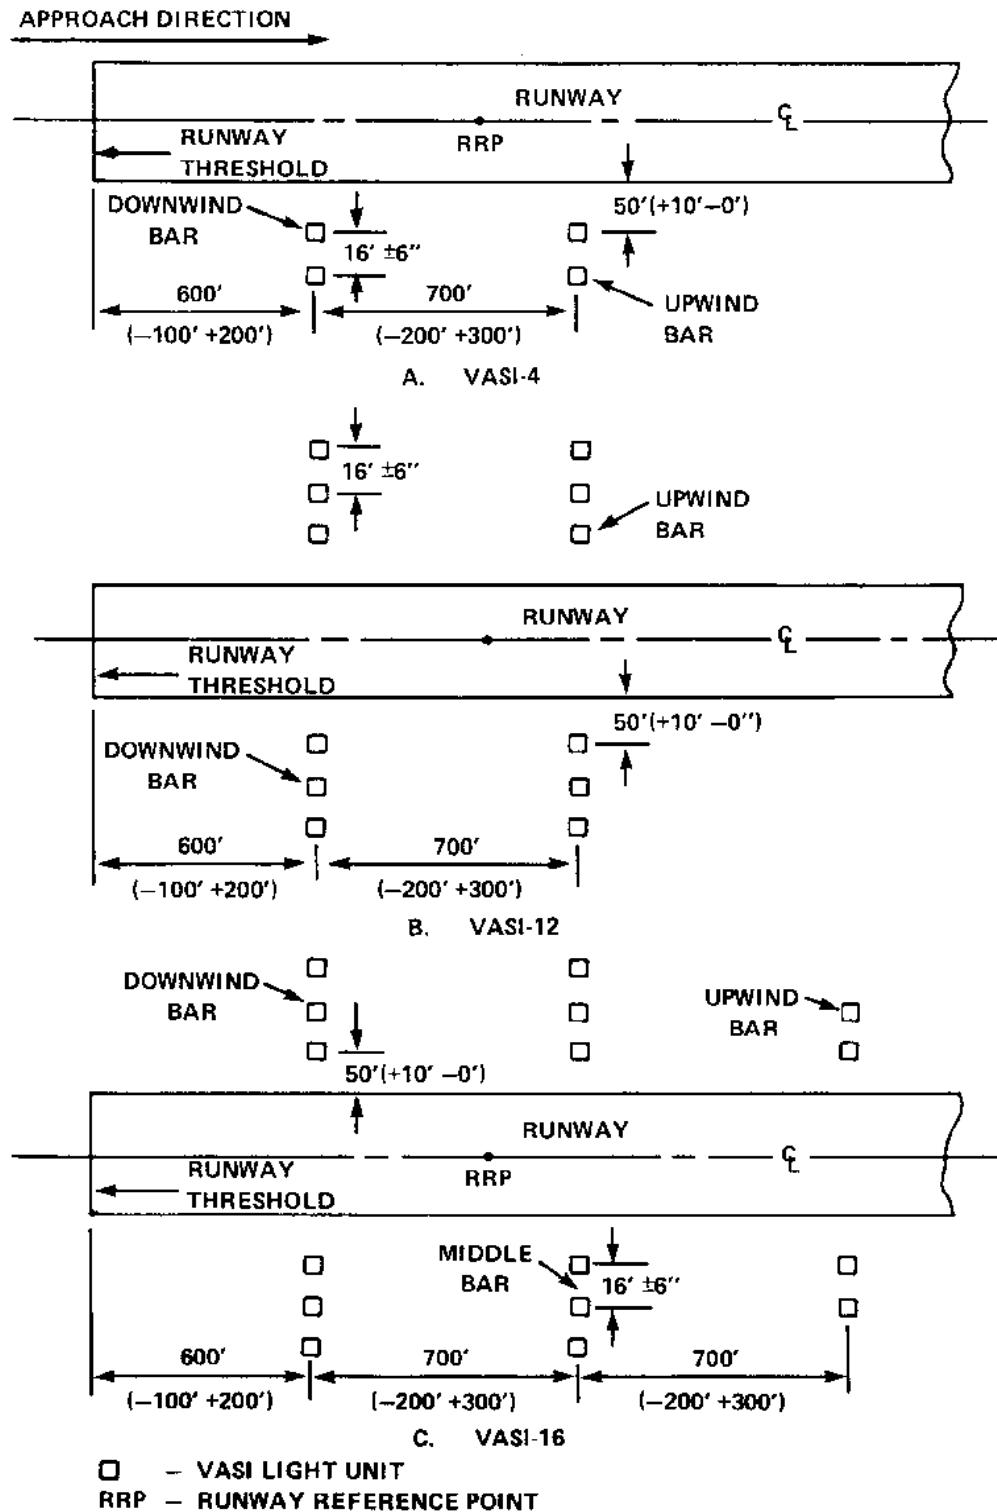 APPROACH DIRECTION
RUNWAY
℄
RRP
RUNWAY
THRESHOLD
DOWNWIND
BAR
50′(+10′−0′)
16′ ±6″
600′
700′
UPWIND
BAR
(−100′ +200′)
(−200′ +300′)
A. VASI-4
16′ ±6″
UPWIND
BAR
RUNWAY
℄
RUNWAY
THRESHOLD
50′(+10′ −0″)
DOWNWIND
BAR
600′
700′
(−100′ +200′)
(−200′ +300′)
B. VASI-12
DOWNWIND
BAR
UPWIND
BAR
50′(+10′ −0′)
RUNWAY
℄
RUNWAY
THRESHOLD
RRP
MIDDLE
BAR
16′ ±6″
600′
700′
700′
(−100′ +200′)
(−200′ +300′)
(−200′ +300′)
C. VASI-16
− VASI LIGHT UNIT
RRP − RUNWAY REFERENCE POINT